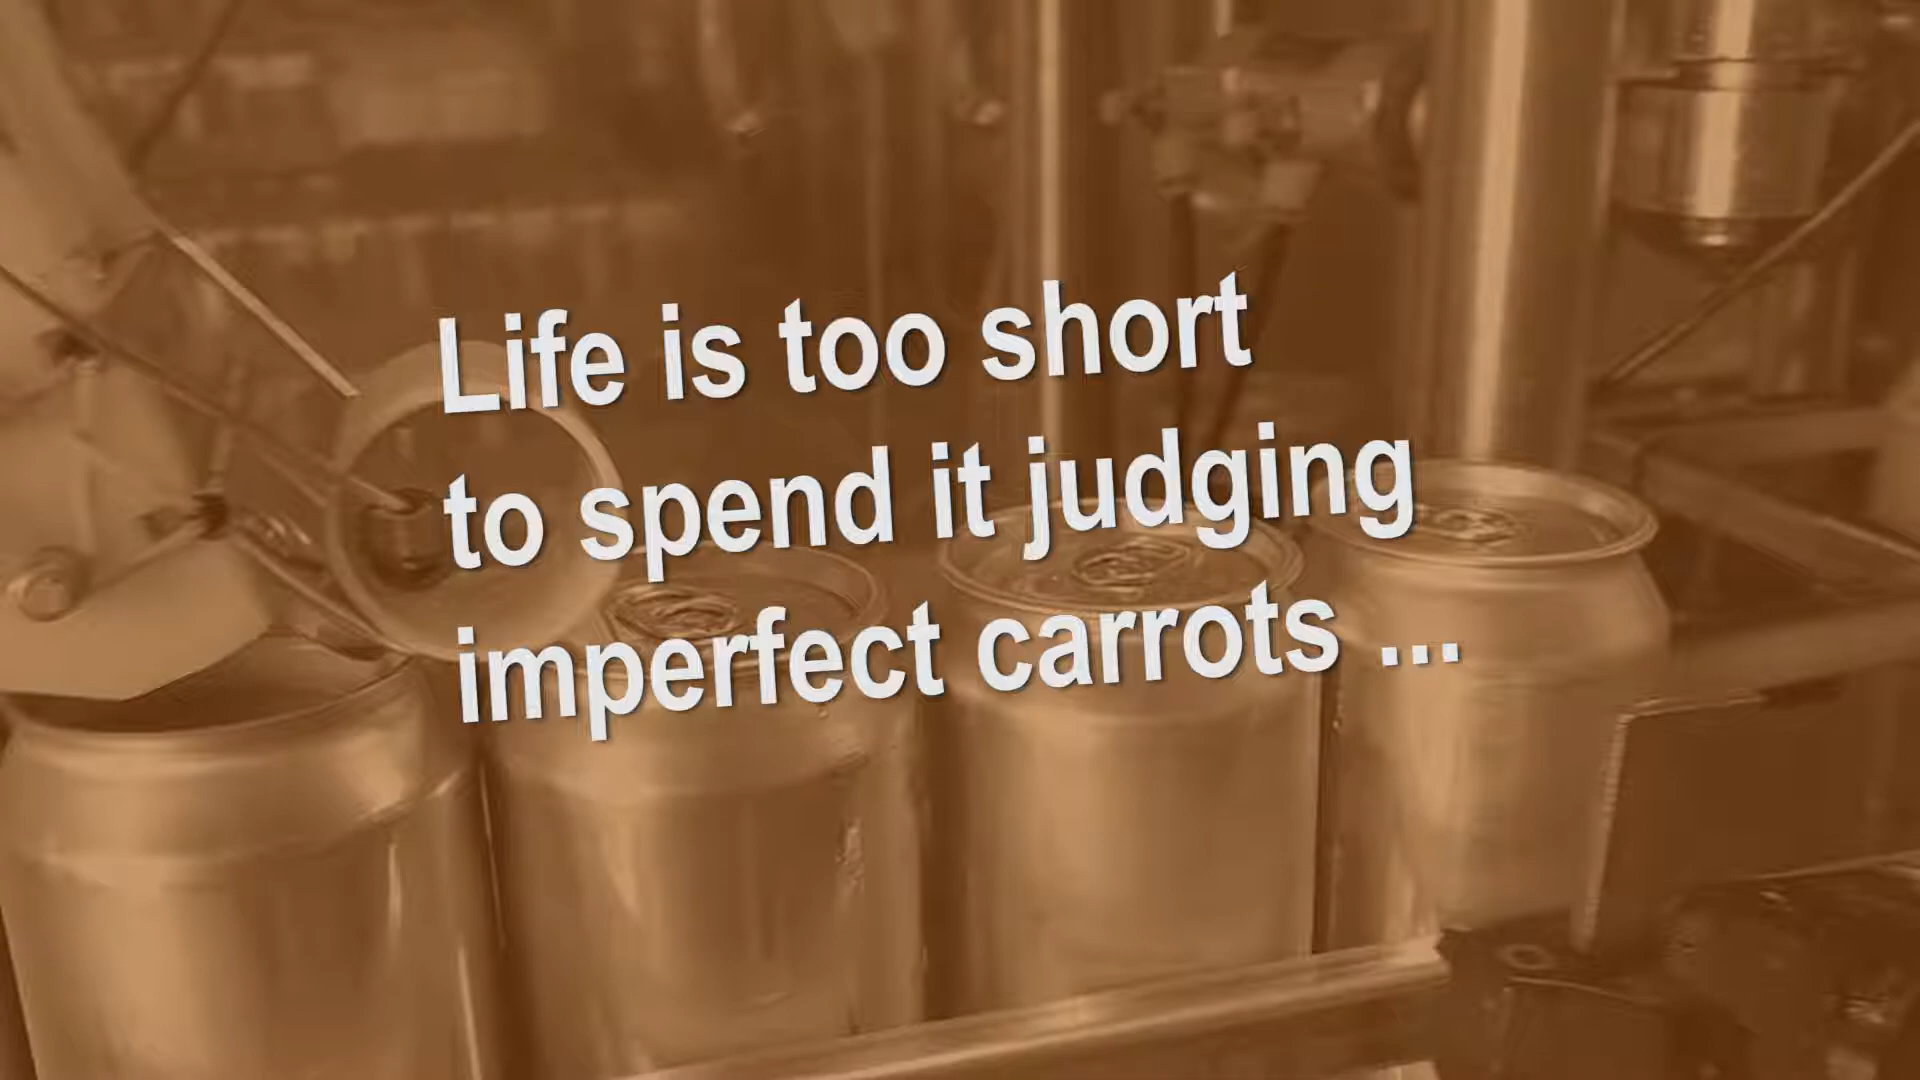 Life is too short
to spend it judging
imperfect carrots ...